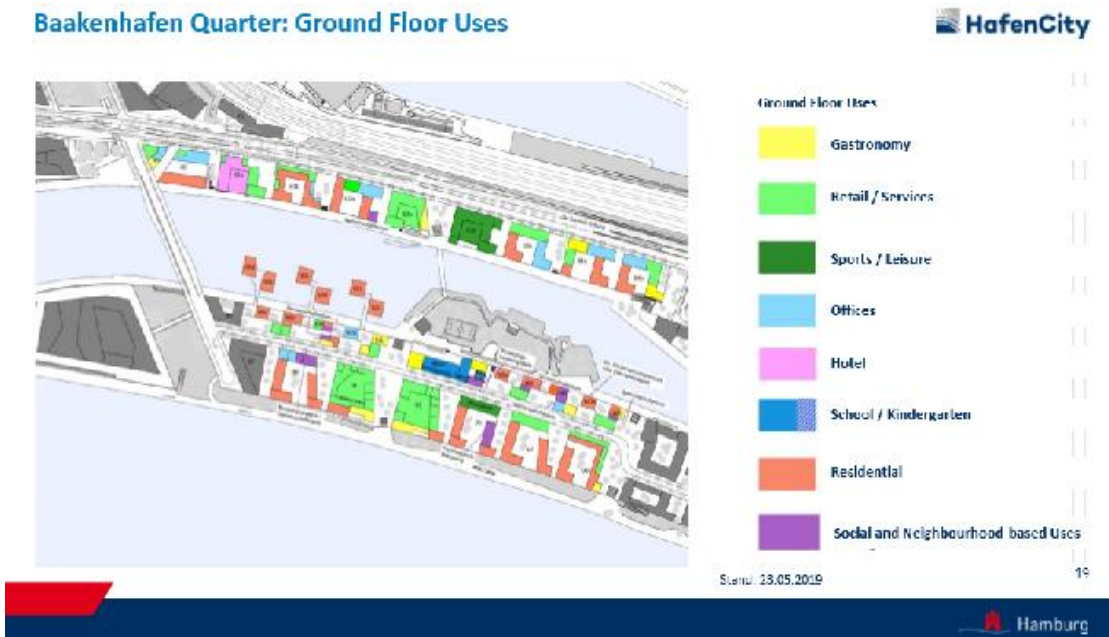 Baakenhafen Quarter: Ground Floor Uses
HafenCity
Ground Floor Uses
Gastronomy
Retail / Services
Sports / Leisure
Offices
Hotel
School / Kindergarten
Residential
Social and Neighbourhood based Uses
Stand: 23.05.2019
19
Hamburg